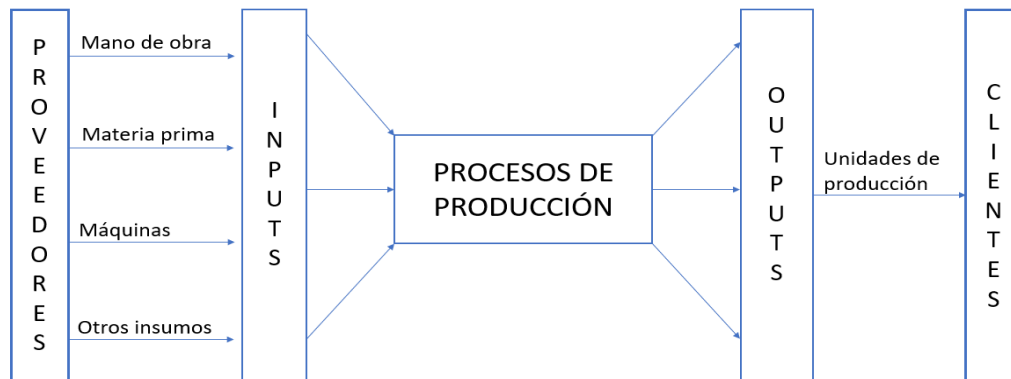 PROVEEDORES
Mano de obra
Materia prima
Máquinas
Otros insumos
INPUTS
PROCESOS DE
PRODUCCIÓN
OUTPUTS
Unidades de
producción
CLIENTES